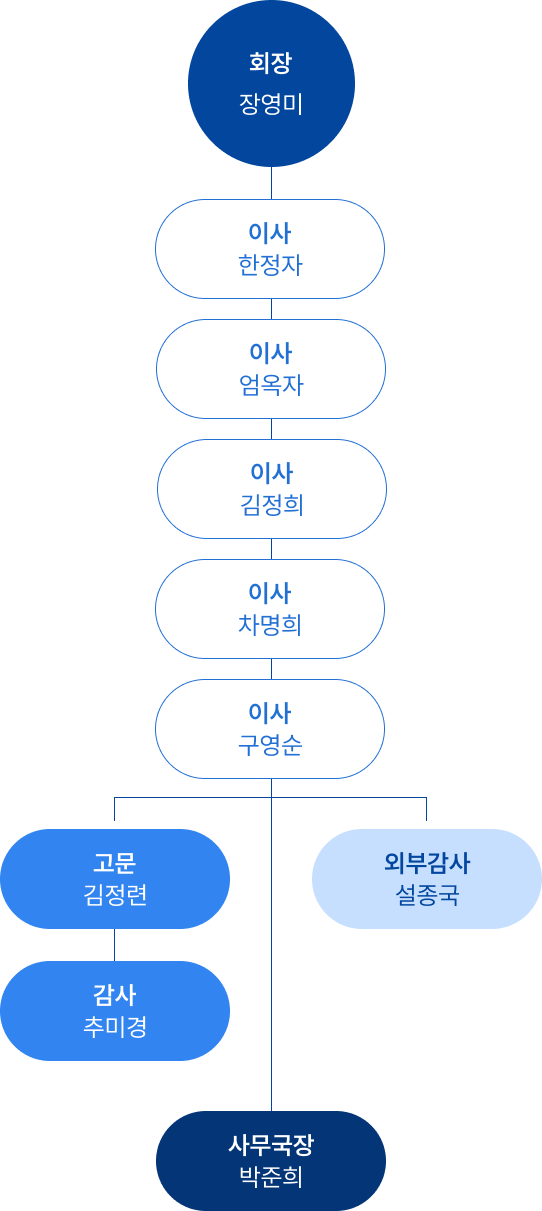 회장
장영미
이사
한정자
이사
엄옥자
이사
김정희
이사
차명희
이사
구영순
고문
김정련
외부감사
설종국
감사
추미경
사무국장
박준희